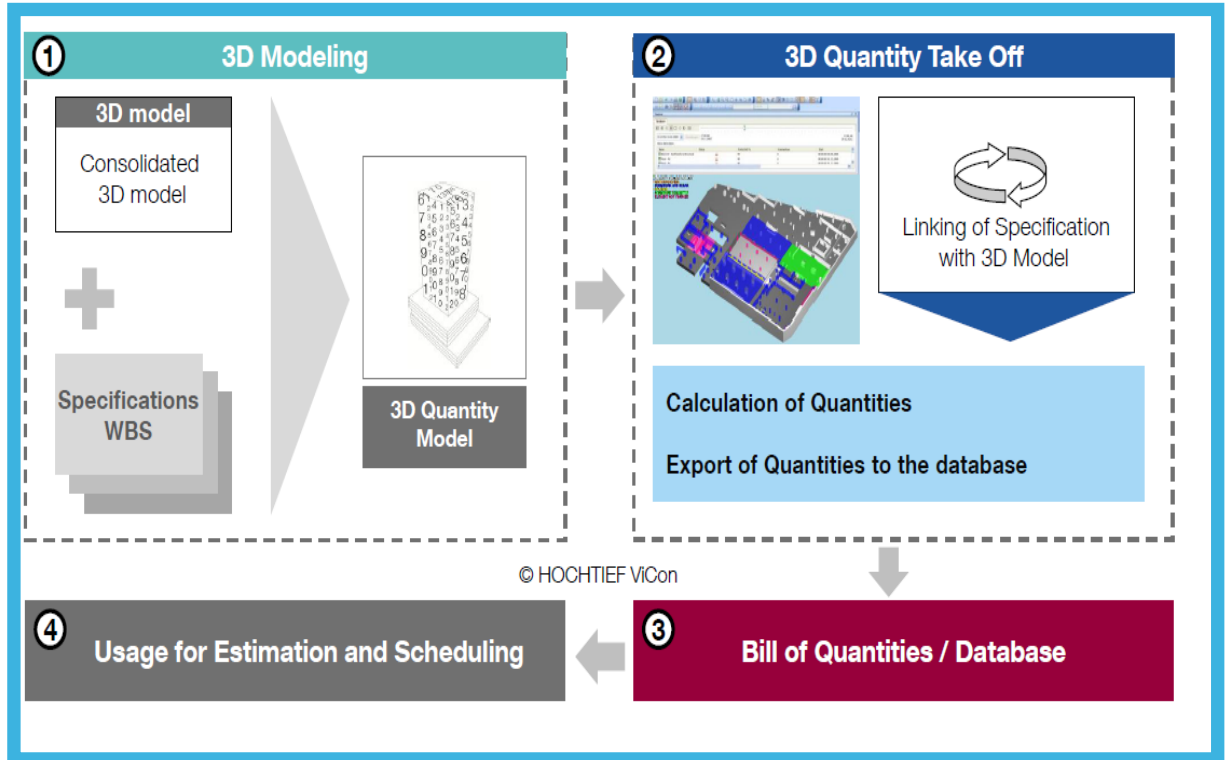 1
3D Modeling
3D model
Consolidated
3D model
Specifications
WBS
3D Quantity
Model
2
3D Quantity Take Off
Linking of Specification
with 3D Model
Calculation of Quantities
Export of Quantities to the database
© HOCHTIEF ViCon
3
Bill of Quantities / Database
4
Usage for Estimation and Scheduling